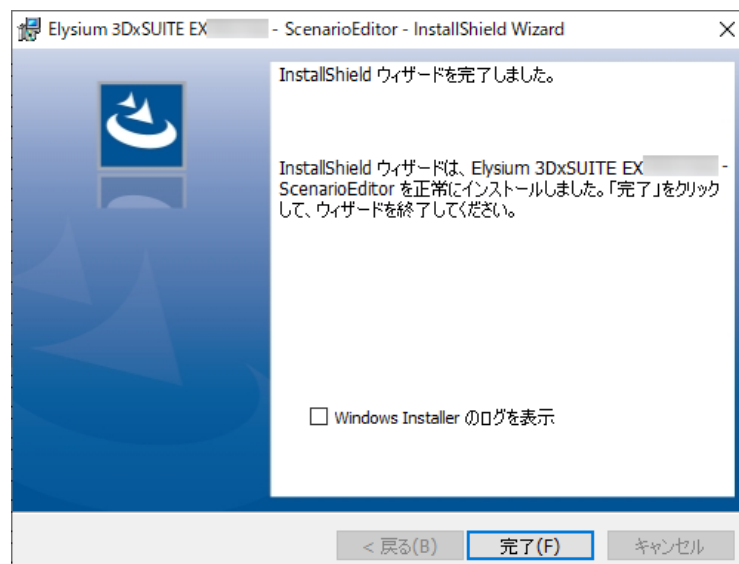 Elysium 3DxSUITE EX - ScenarioEditor - InstallShield Wizard
InstallShield ウィザードを完了しました。
InstallShield ウィザードは、Elysium 3DxSUITE EX -
ScenarioEditor を正常にインストールしました。「完了」をクリック
して、ウィザードを終了してください。
Windows Installer のログを表示
< 戻る(B)
完了(F)
キャンセル